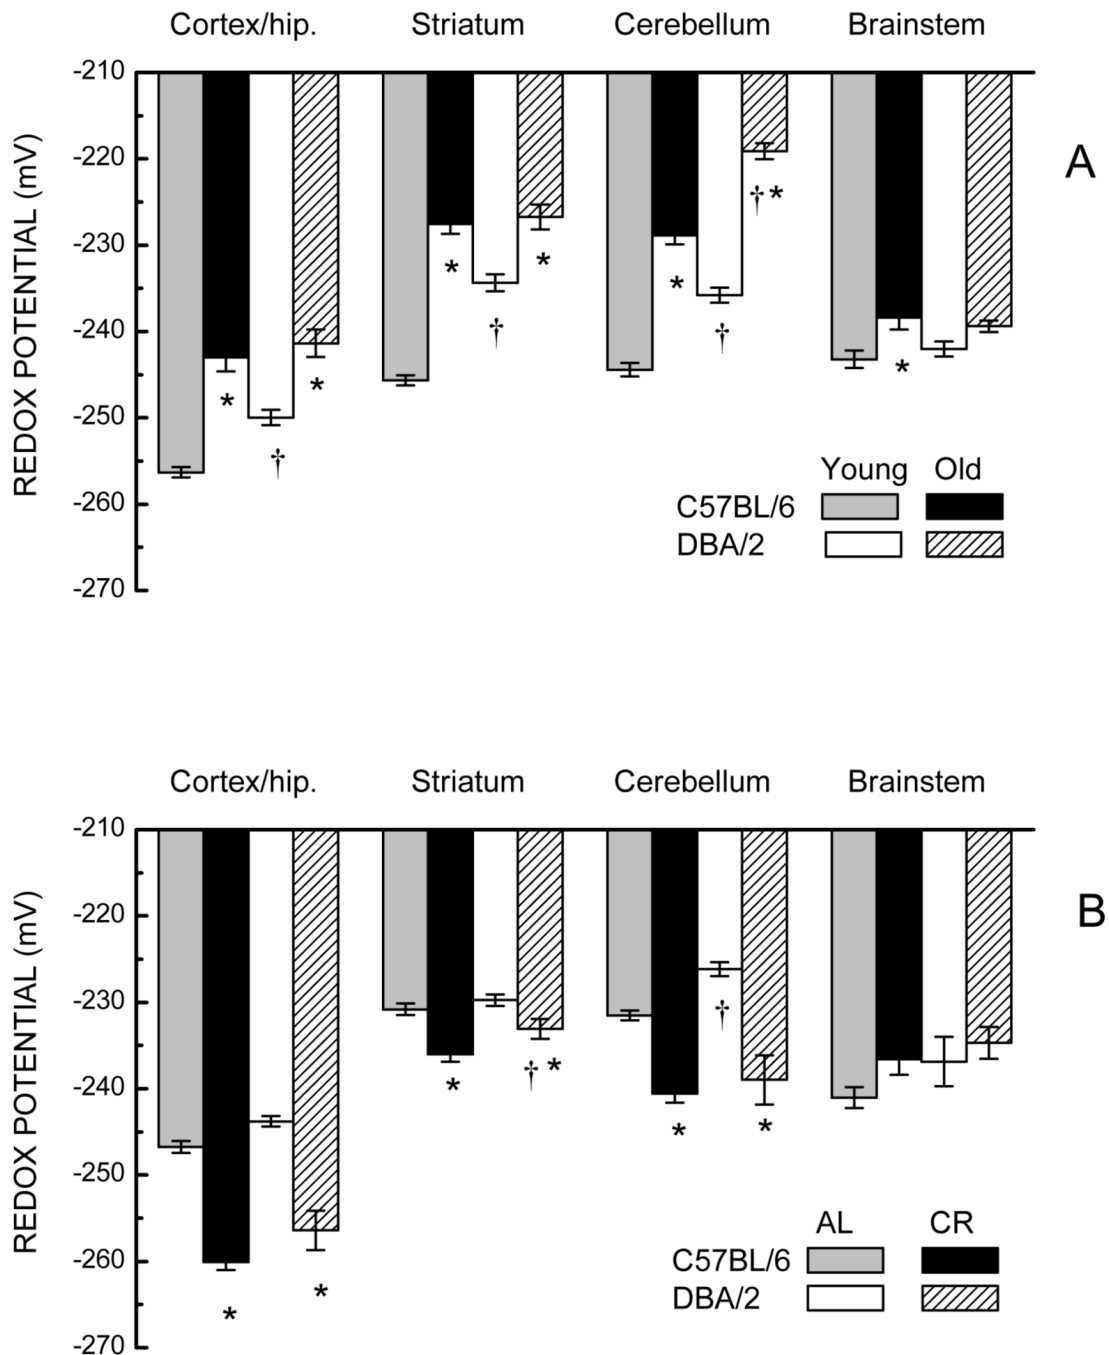 Cortex/hip. Striatum Cerebellum Brainstem
-210
-220
-230
-240
-250
-260
-270
REDOX POTENTIAL (mV)
A
* † *
* † *
* † † *
*
Young Old
C57BL/6
DBA/2
Cortex/hip. Striatum Cerebellum Brainstem
-210
-220
-230
-240
-250
-260
-270
REDOX POTENTIAL (mV)
B
* *
* † *
* † *
AL CR
C57BL/6
DBA/2